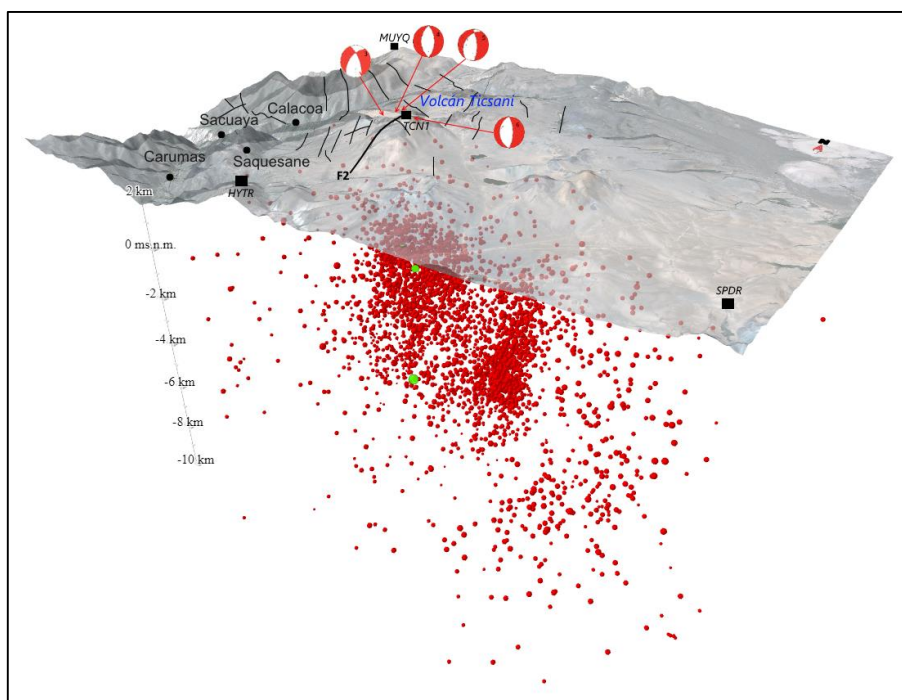 MUYQ
Volcán Ticsani
TCN1
Calacoa
Sacuaya
Carumas
Saquesane
HYTR
F2
2 km
0 ms.n.m.
-2 km
-4 km
-6 km
-8 km
-10 km
SPDR